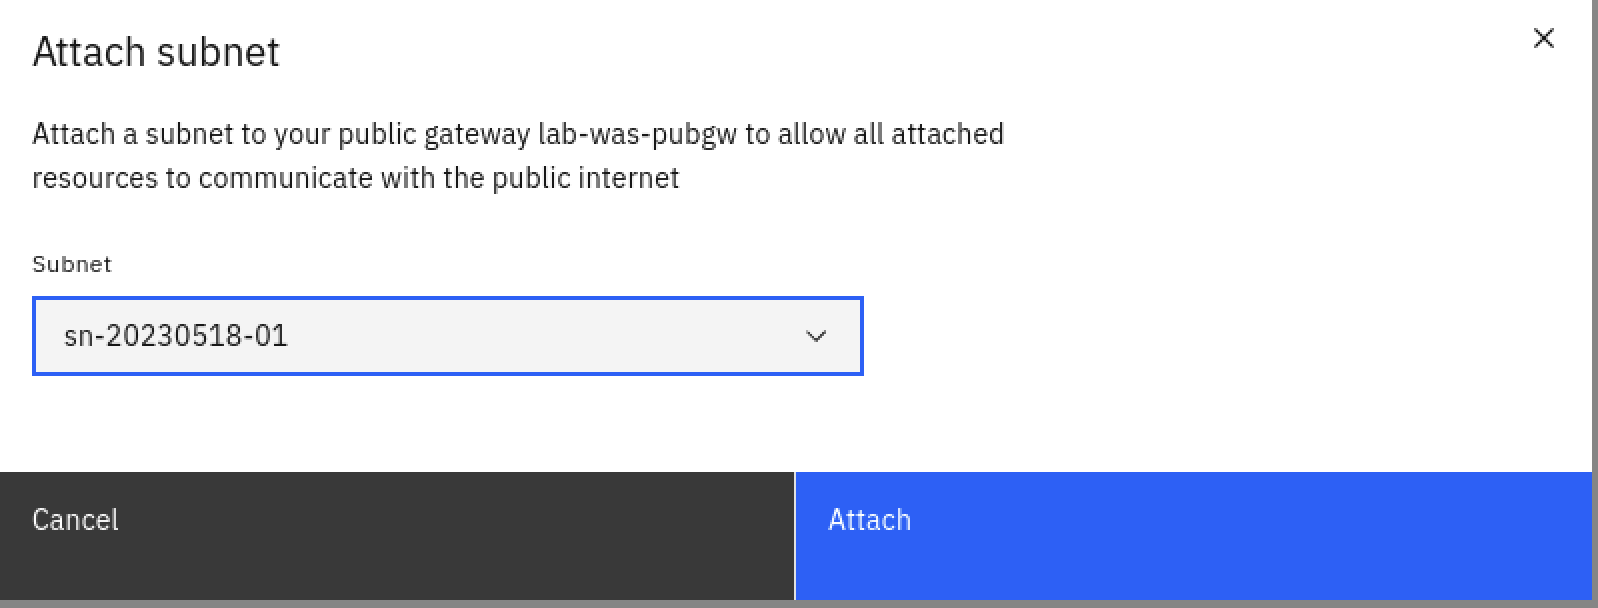 Attach subnet
Attach a subnet to your public gateway lab-was-pubgw to allow all attached
resources to communicate with the public internet
Subnet
sn-20230518-01
Cancel
Attach